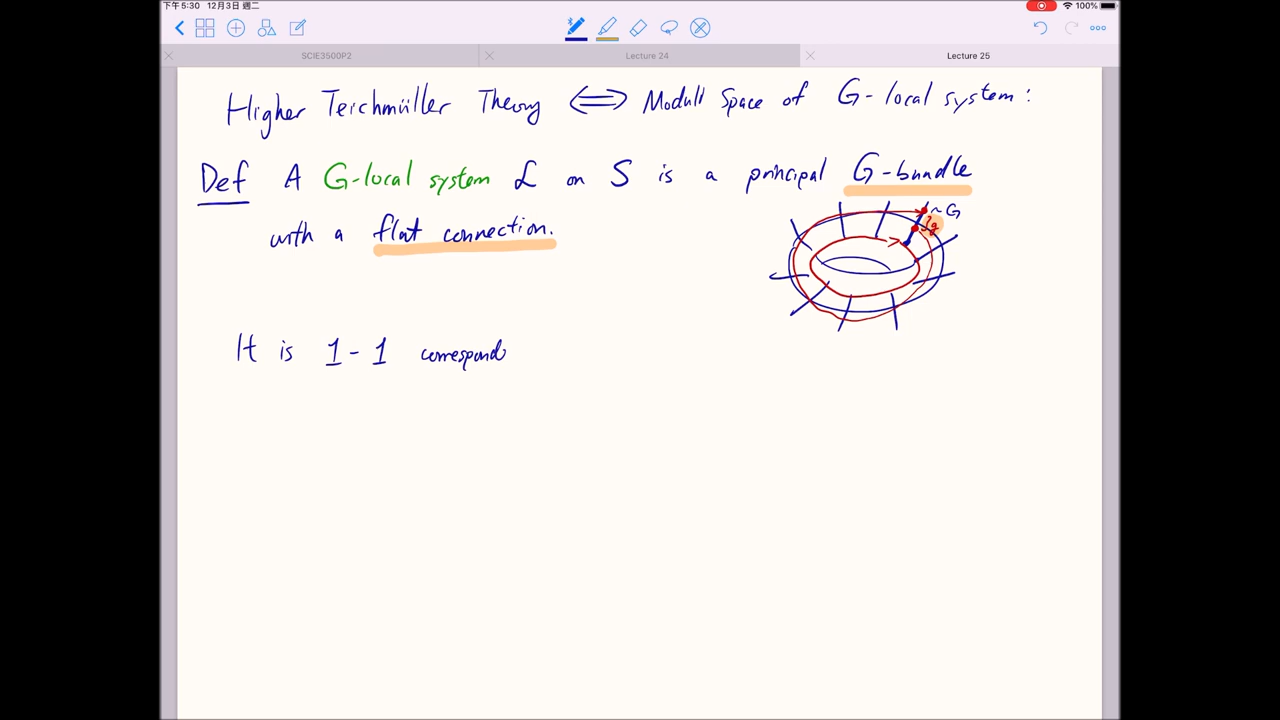 下午5:30 12月3日 週二
100%
SCIE3500P2
Lecture 24
Lecture 25
Higher Teichmüller Theory ⟺ Moduli Space of G-local system :
Def A G-local system L on S is a principal G-bundle
with a flat connection.
~ G
g
It is 1-1 correspond